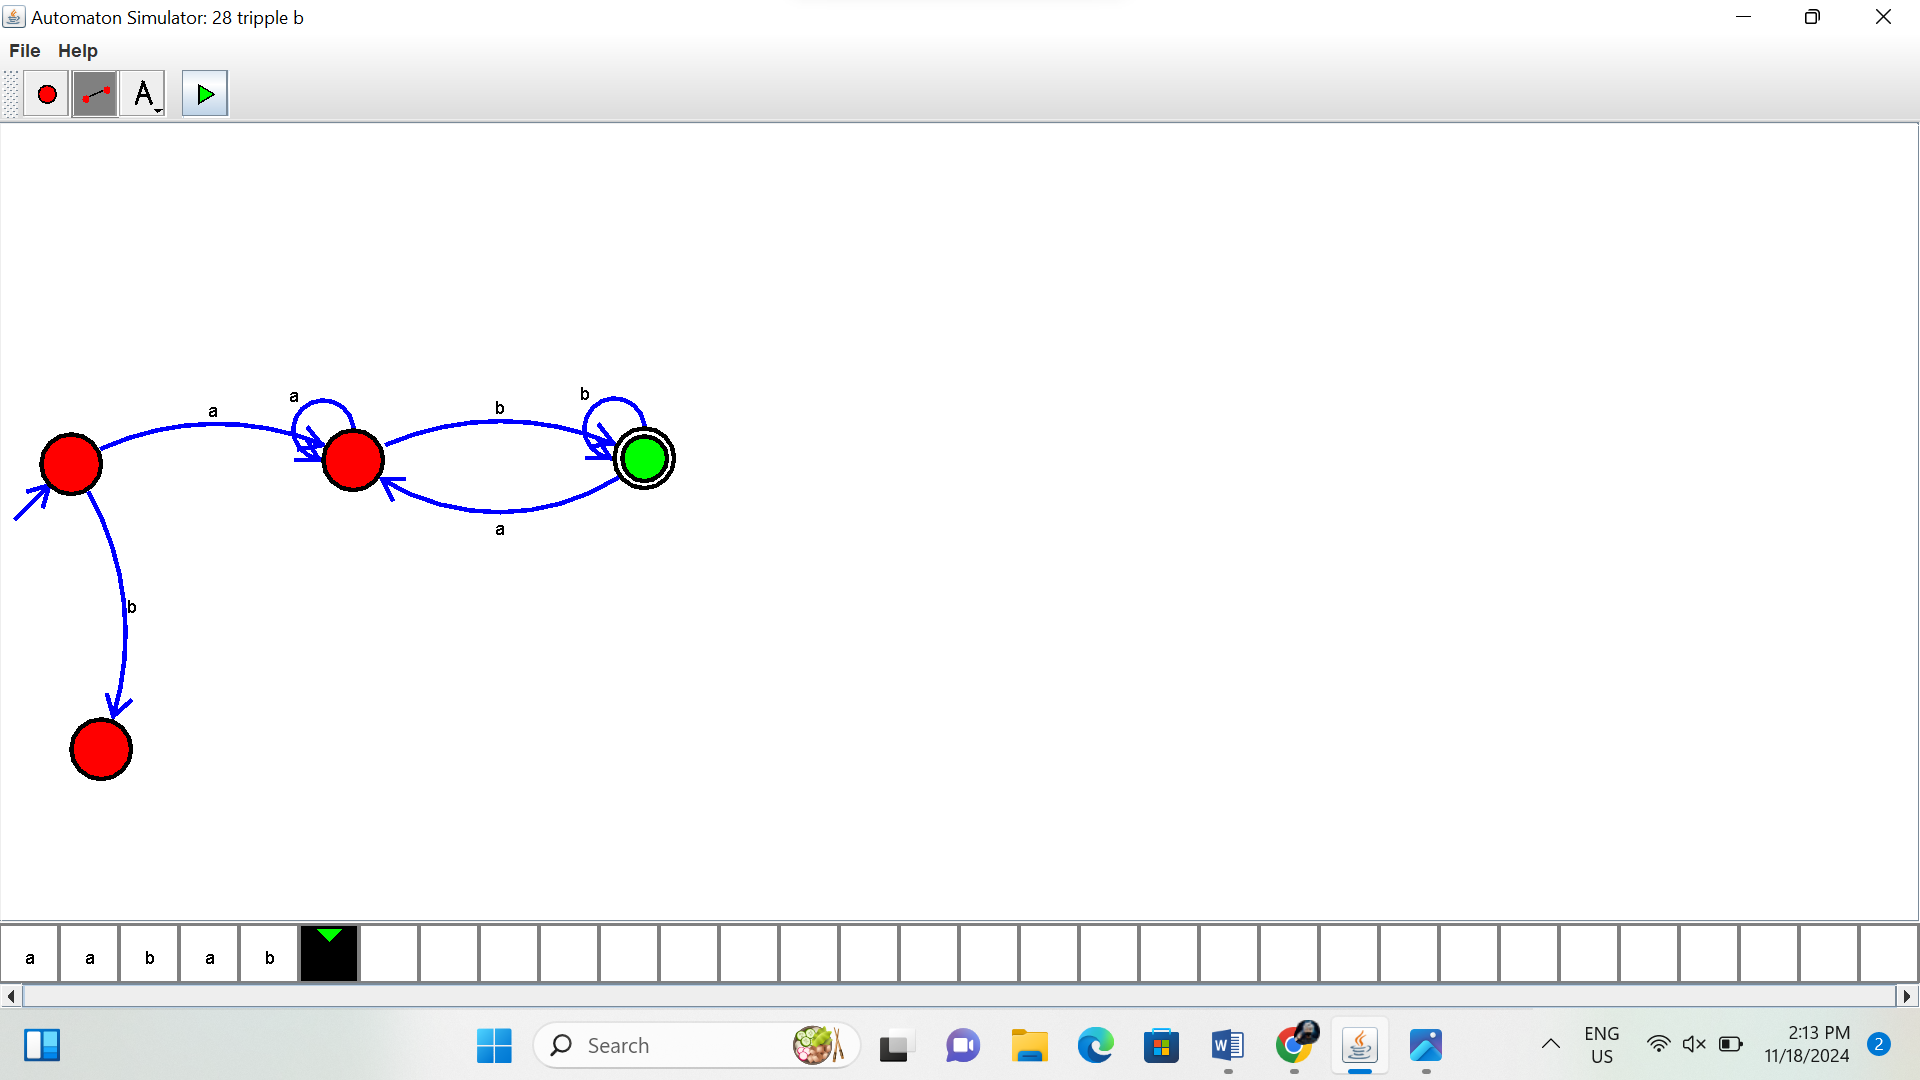 Automaton Simulator: 28 tripple b
File Help
A
a
a
b
b
a
b
a a b a b
Search
ENG
US
2:13 PM
11/18/2024
2